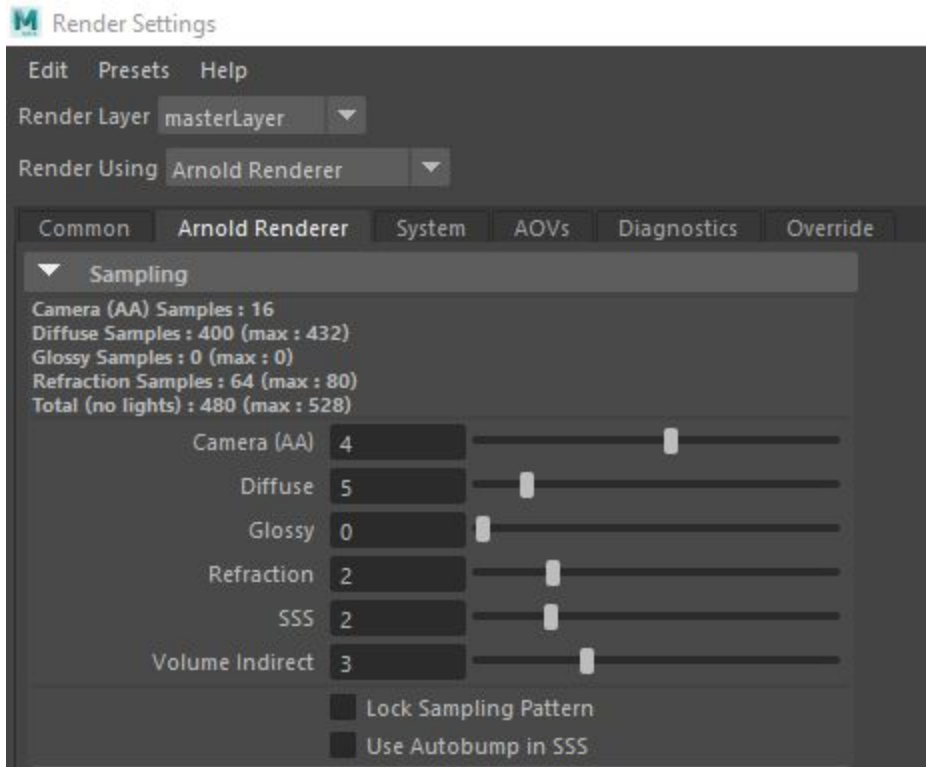 Render Settings
Edit Presets Help
Render Layer masterLayer
Render Using Arnold Renderer
Common Arnold Renderer System AOVs Diagnostics Override
Sampling
Camera (AA) Samples : 16
Diffuse Samples : 400 (max : 432)
Glossy Samples : 0 (max : 0)
Refraction Samples : 64 (max : 80)
Total (no lights) : 480 (max : 528)
Camera (AA) 4
Diffuse 5
Glossy 0
Refraction 2
SSS 2
Volume Indirect 3
Lock Sampling Pattern
Use Autobump in SSS